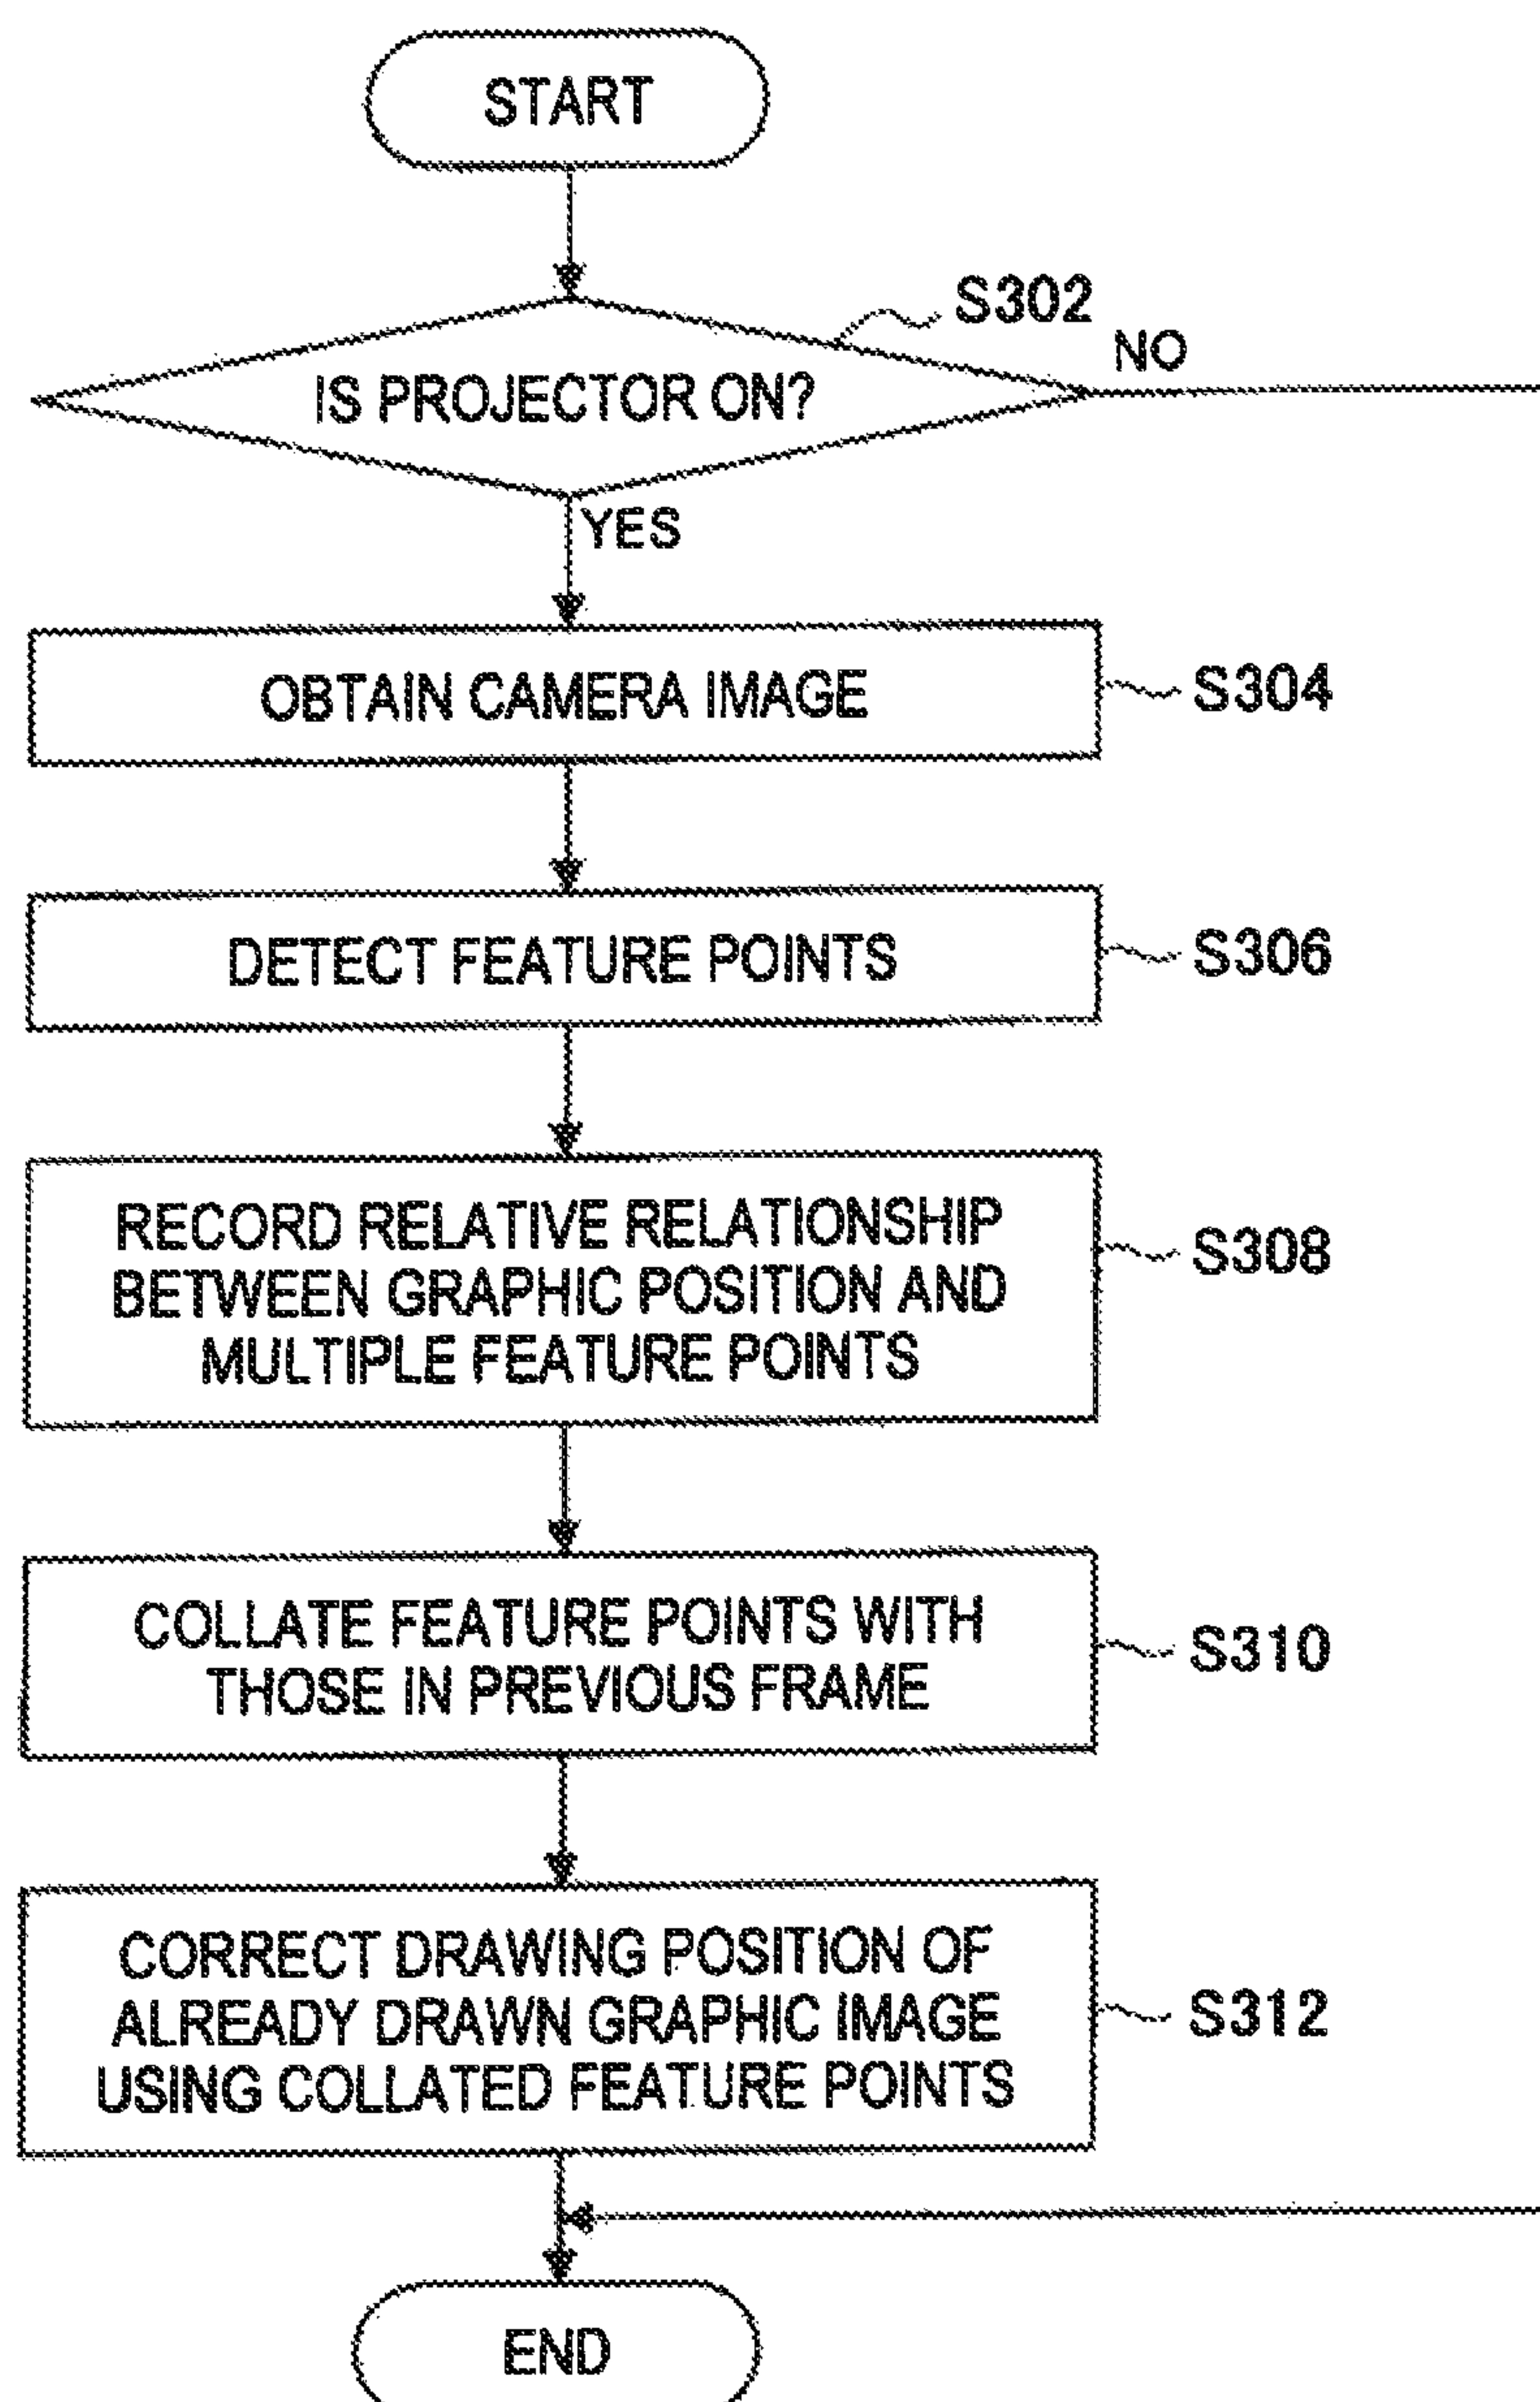 START
S302
IS PROJECTOR ON?
NO
YES
OBTAIN CAMERA IMAGE
S304
DETECT FEATURE POINTS
S306
RECORD RELATIVE RELATIONSHIP
BETWEEN GRAPHIC POSITION AND
MULTIPLE FEATURE POINTS
S308
COLLATE FEATURE POINTS WITH
THOSE IN PREVIOUS FRAME
S310
CORRECT DRAWING POSITION OF
ALREADY DRAWN GRAPHIC IMAGE
USING COLLATED FEATURE POINTS
S312
END